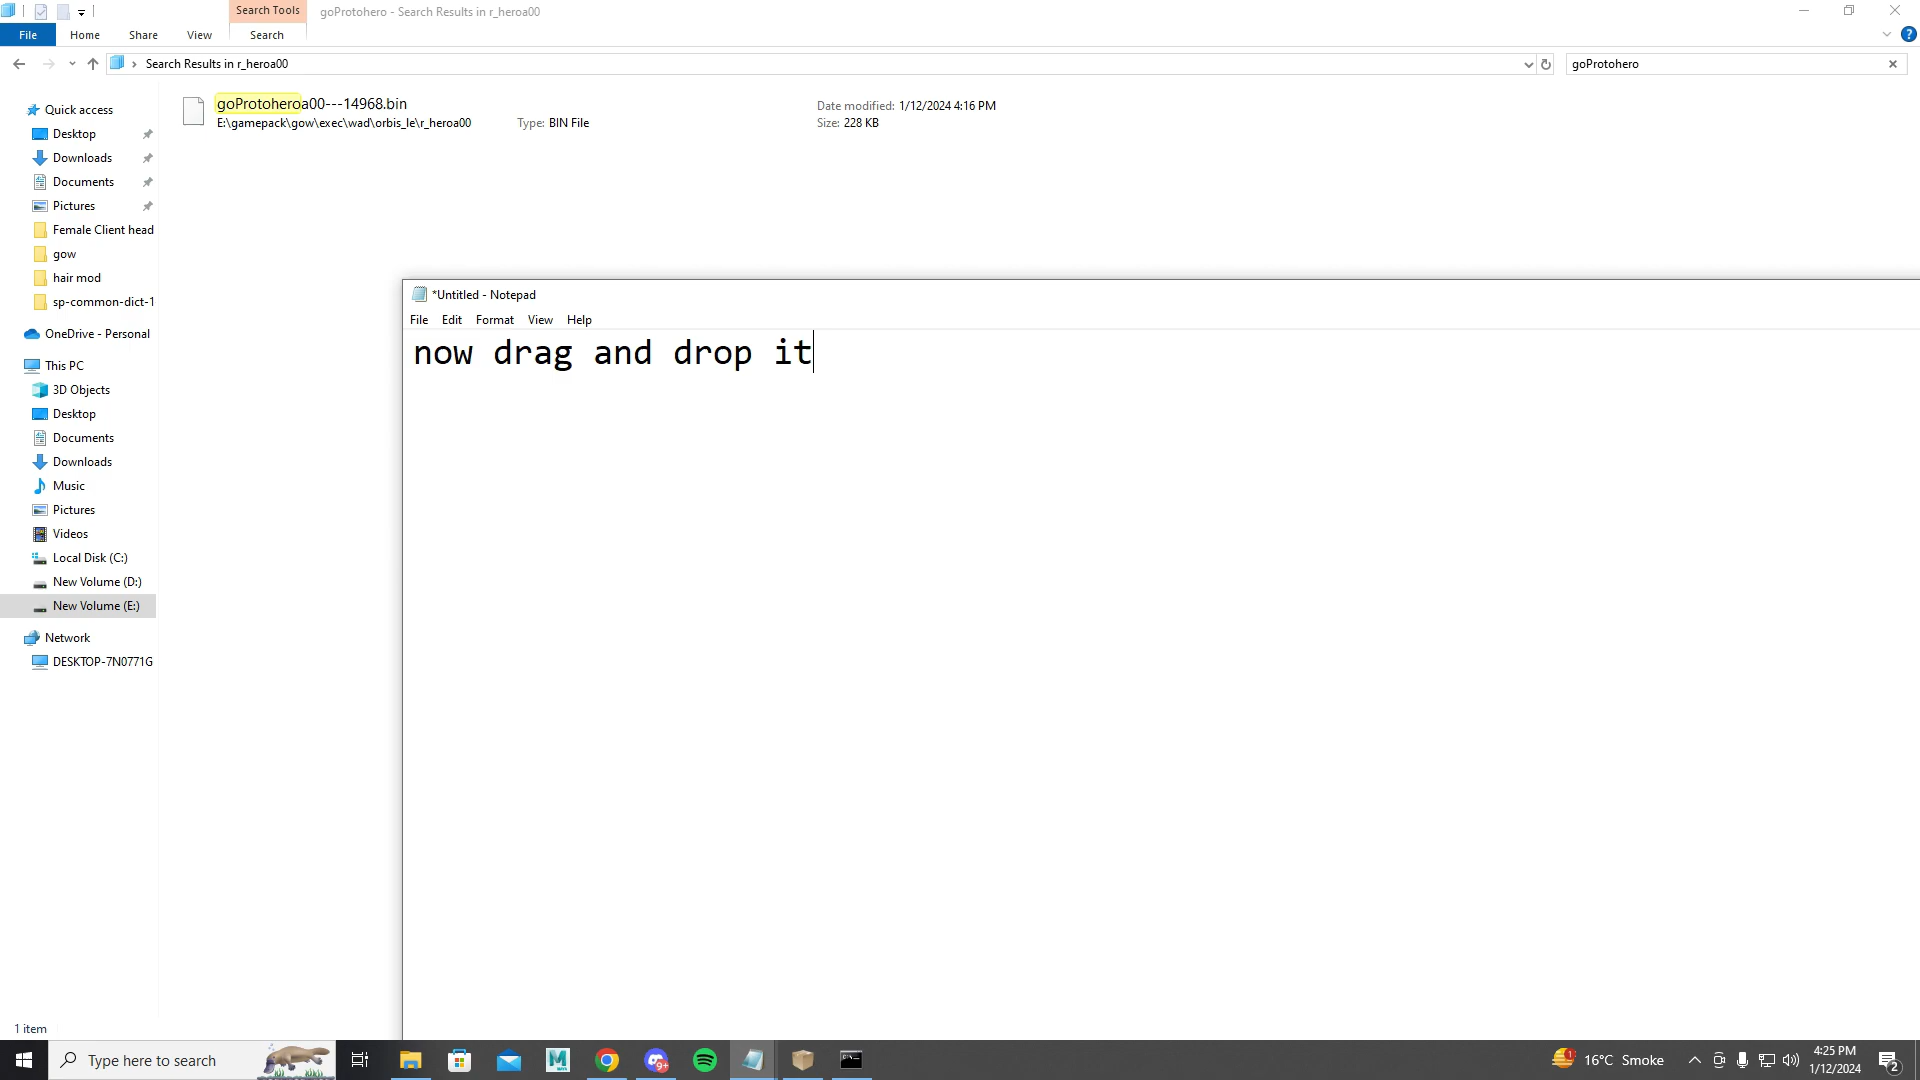 Search Tools
goProtohero - Search Results in r_heroa00
File
Home
Share
View
Search
?
Search Results in r_heroa00
goProtohero
goProtoheroa00---14968.bin
E:\gamepack\gow\exec\wad\orbis_le\r_heroa00
Type: BIN File
Date modified: 1/12/2024 4:16 PM
Size: 228 KB
Quick access
Desktop
Downloads
Documents
Pictures
Female Client head
gow
hair mod
sp-common-dict-1
OneDrive - Personal
This PC
3D Objects
Desktop
Documents
Downloads
Music
Pictures
Videos
Local Disk (C:)
New Volume (D:)
New Volume (E:)
Network
DESKTOP-7N0771G
*Untitled - Notepad
File
Edit
Format
View
Help
now drag and drop it
1 item
Type here to search
M
9+
1
16°C Smoke
4:25 PM
1/12/2024
2